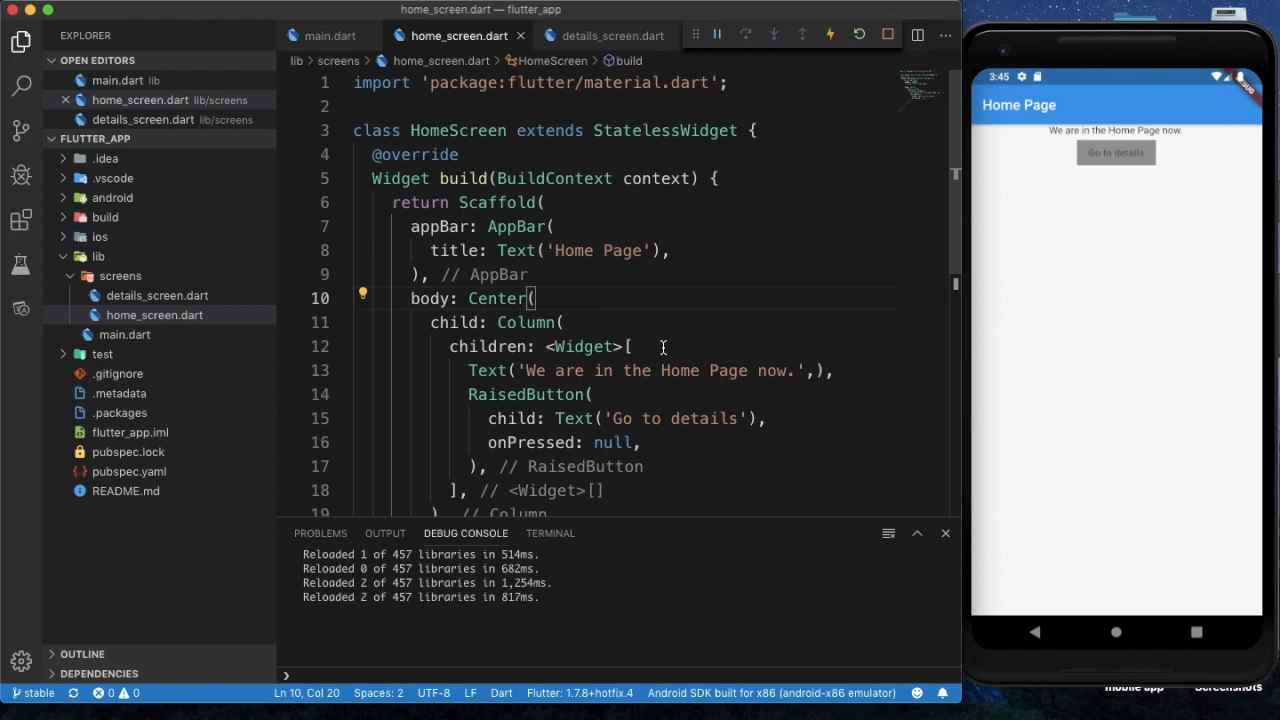 home_screen.dart — flutter_app
EXPLORER
OPEN EDITORS
main.dart lib
home_screen.dart lib/screens
details_screen.dart lib/screens
FLUTTER_APP
.idea
.vscode
android
build
ios
lib
screens
details_screen.dart
home_screen.dart
main.dart
test
.gitignore
.metadata
.packages
flutter_app.iml
pubspec.lock
pubspec.yaml
README.md
OUTLINE
DEPENDENCIES
main.dart
home_screen.dart
details_screen.dart
lib > screens > home_screen.dart > HomeScreen > build
1 import 'package:flutter/material.dart';
2
3 class HomeScreen extends StatelessWidget {
4 @override
5 Widget build(BuildContext context) {
6 return Scaffold(
7 appBar: AppBar(
8 title: Text('Home Page'),
9 ), // AppBar
10 body: Center(
11 child: Column(
12 children: <Widget>[
13 Text('We are in the Home Page now.',),
14 RaisedButton(
15 child: Text('Go to details'),
16 onPressed: null,
17 ), // RaisedButton
18 ], // <Widget>[]
19 ), // Column
PROBLEMS OUTPUT DEBUG CONSOLE TERMINAL
Reloaded 1 of 457 libraries in 514ms.
Reloaded 0 of 457 libraries in 682ms.
Reloaded 2 of 457 libraries in 1,254ms.
Reloaded 2 of 457 libraries in 817ms.
stable 0 0 Ln 10, Col 20 Spaces: 2 UTF-8 LF Dart Flutter: 1.7.8+hotfix.4 Android SDK built for x86 (android-x86 emulator)
3:45
Home Page
We are in the Home Page now.
Go to details
mobile app
Screenshots